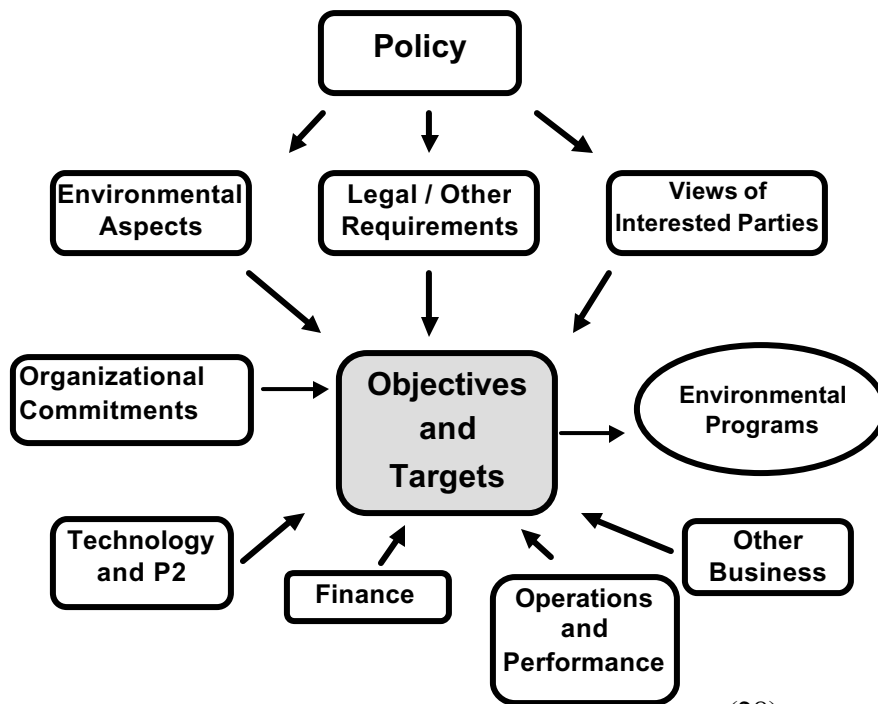 Policy
Environmental
Aspects
Legal / Other
Requirements
Views of
Interested Parties
Organizational
Commitments
Objectives
and
Targets
Environmental
Programs
Technology
and P2
Finance
Operations
and
Performance
Other
Business